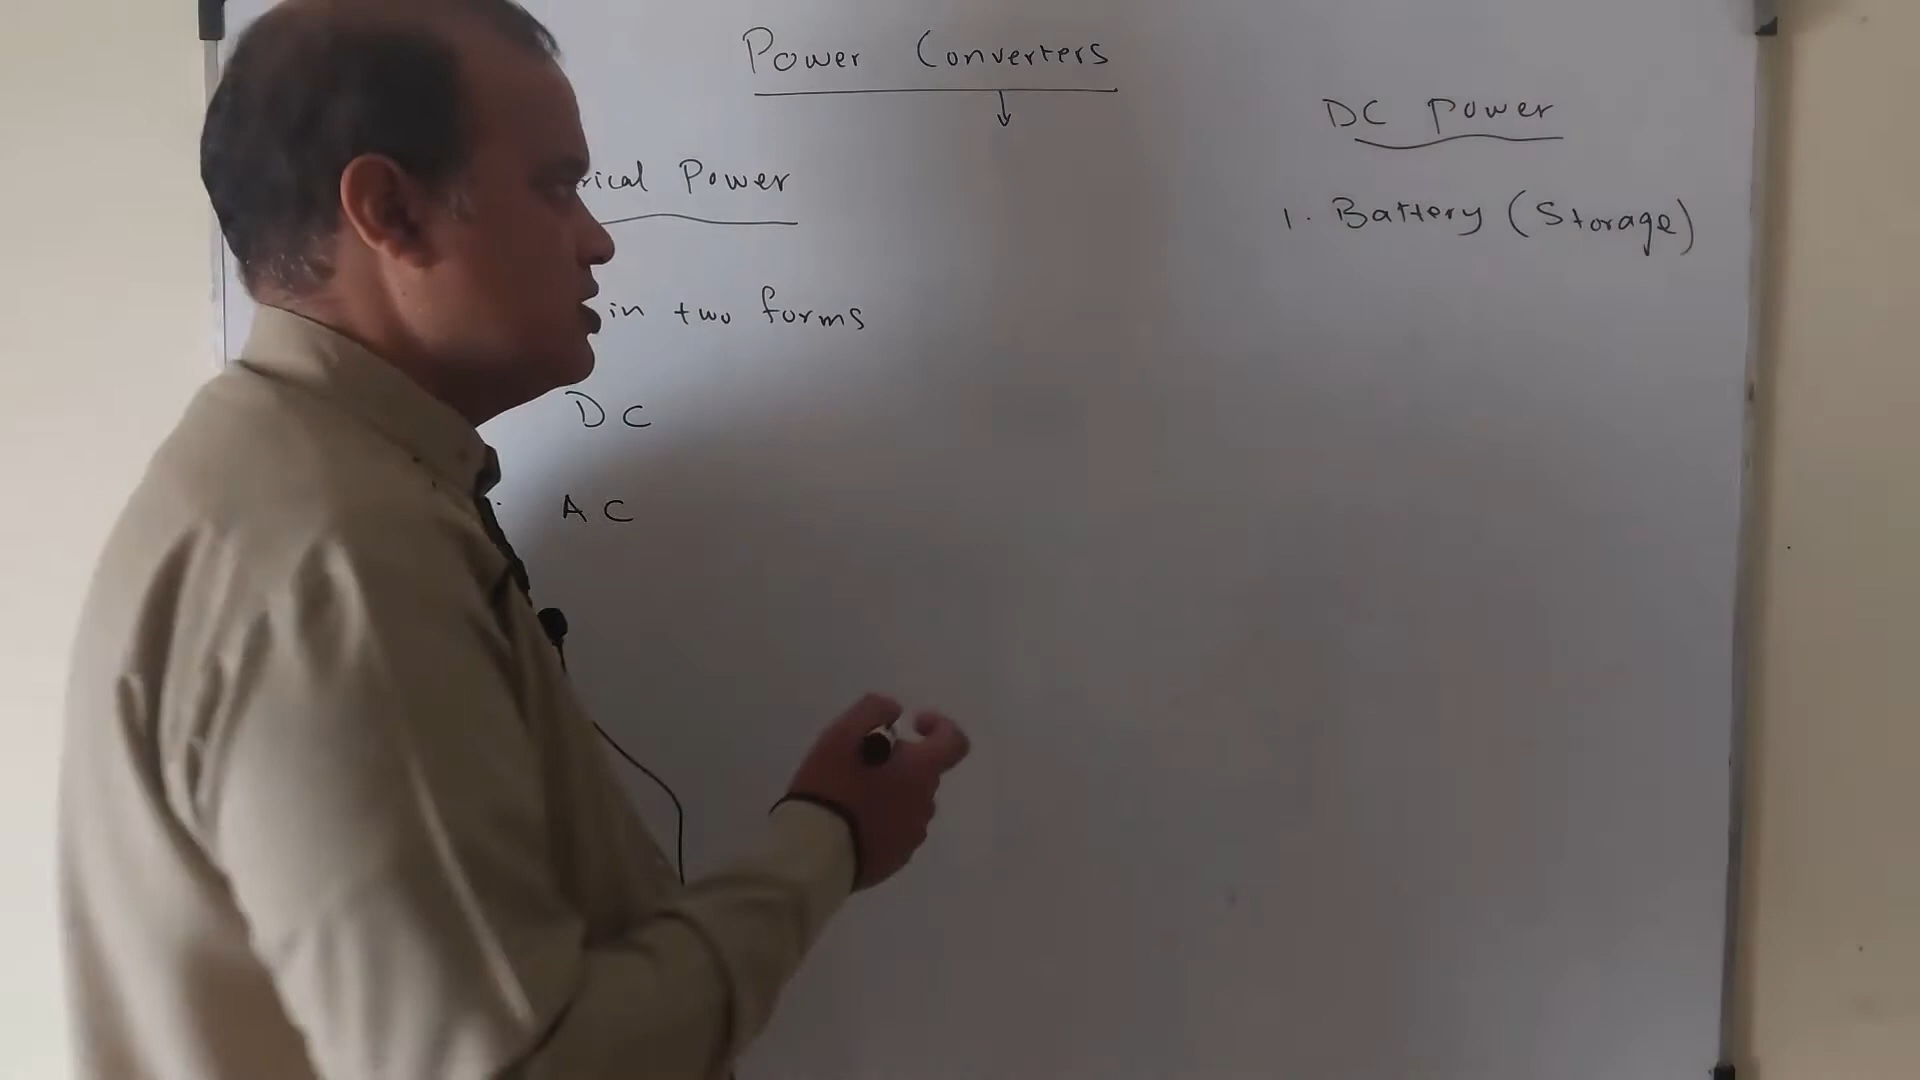 Power Converters
rical Power
in two forms
DC
AC
DC Power
1. Battery (Storage)